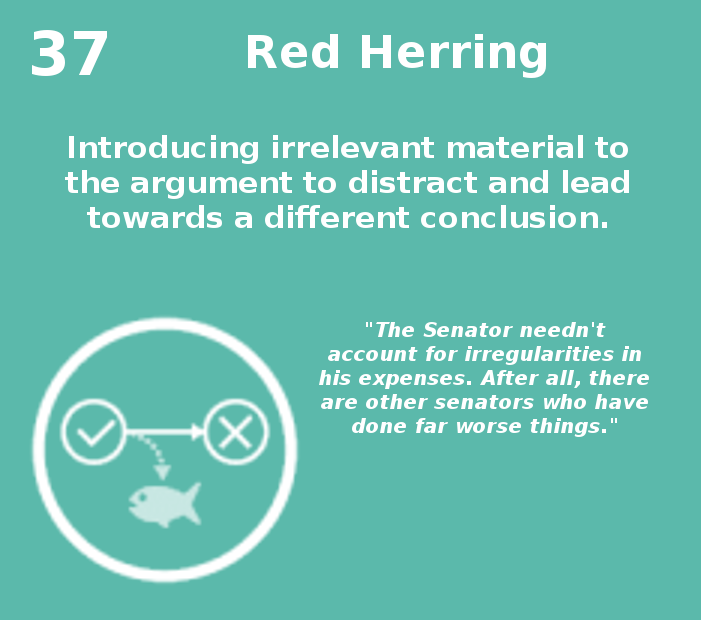 37
Red Herring
Introducing irrelevant material to
the argument to distract and lead
towards a different conclusion.
"The Senator needn't
account for irregularities in
his expenses. After all, there
are other senators who have
done far worse things."